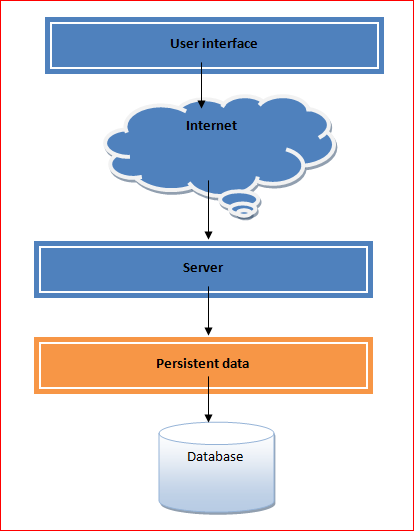 User interface
Internet
Server
Persistent data
Database